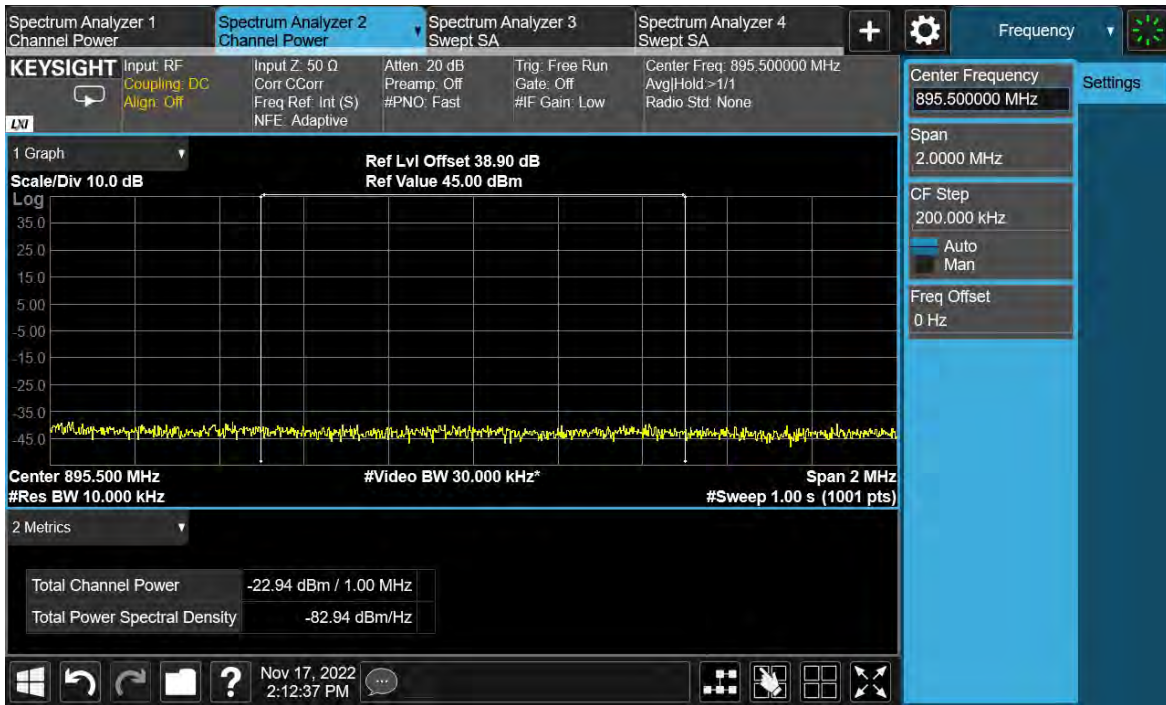 Spectrum Analyzer 1
Channel Power
Spectrum Analyzer 2
Channel Power
Spectrum Analyzer 3
Swept SA
Spectrum Analyzer 4
Swept SA
+
Frequency
KEYSIGHT
LXI
Input: RF
Coupling: DC
Align: Off
Input Z: 50 Ω
Corr CCorr
Freq Ref: Int (S)
NFE: Adaptive
Atten: 20 dB
Preamp: Off
#PNO: Fast
Trig: Free Run
Gate: Off
#IF Gain: Low
Center Freq: 895.500000 MHz
Avg|Hold:>1/1
Radio Std: None
Center Frequency
895.500000 MHz
Settings
Span
2.0000 MHz
CF Step
200.000 kHz
Auto
Man
Freq Offset
0 Hz
1 Graph
Scale/Div 10.0 dB
Ref Lvl Offset 38.90 dB
Ref Value 45.00 dBm
Log
35.0
25.0
15.0
5.00
-5.00
-15.0
-25.0
-35.0
-45.0
Center 895.500 MHz
#Video BW 30.000 kHz*
Span 2 MHz
#Res BW 10.000 kHz
#Sweep 1.00 s (1001 pts)
2 Metrics
Total Channel Power -22.94 dBm / 1.00 MHz
Total Power Spectral Density -82.94 dBm/Hz
?
Nov 17, 2022
2:12:37 PM